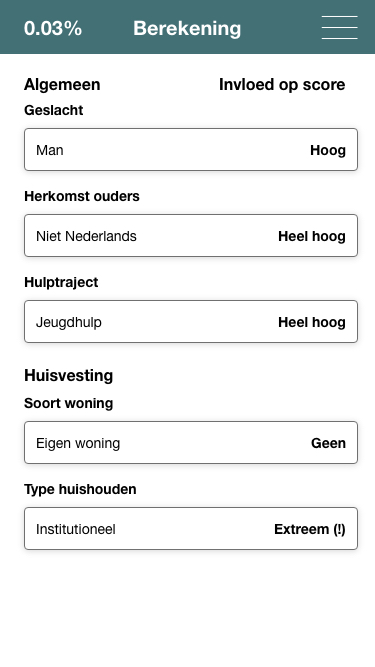 0.03% Berekening
Algemeen Invloed op score
Geslacht
Man Hoog
Herkomst ouders
Niet Nederlands Heel hoog
Hulptraject
Jeugdhulp Heel hoog
Huisvesting
Soort woning
Eigen woning Geen
Type huishouden
Institutioneel Extreem (!)